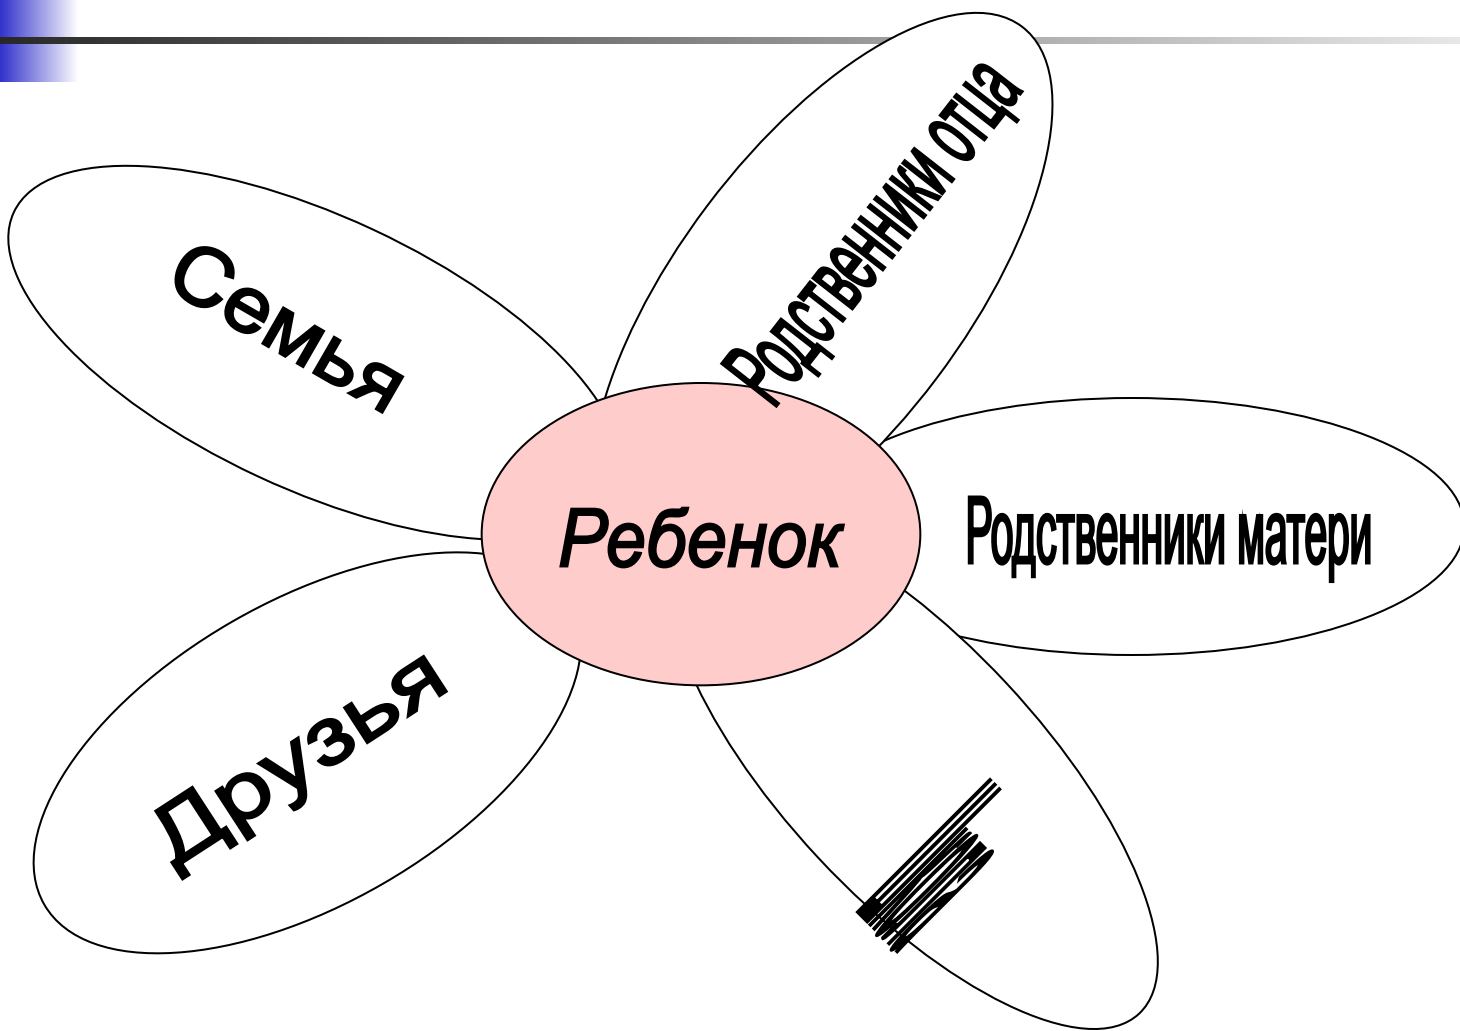 Родственники отца
Семья
Ребенок
Родственники матери
Друзья